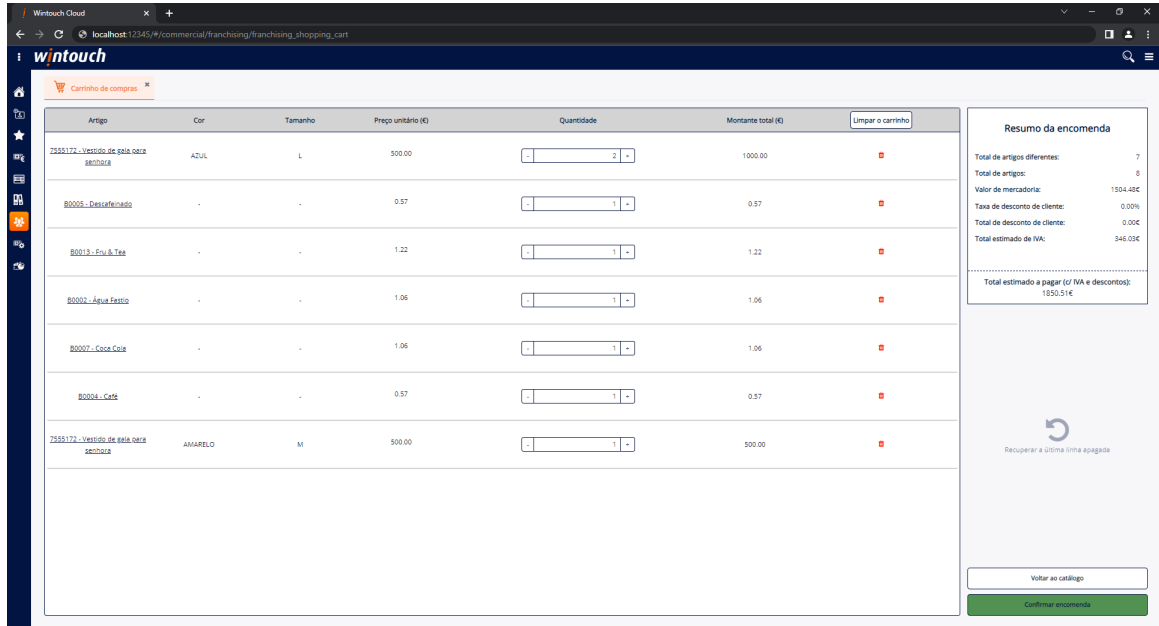 Wintouch Cloud
localhost:12345/#/commercial/franchising/franchising_shopping_cart
wintouch
Carrinho de compras
Artigo Cor Tamanho Preço unitário (€) Quantidade Montante total (€) Limpar o carrinho
7555172 - Vestido de gala para senhora AZUL L 500.00 - 2 + 1000.00
B0005 - Descafeinado - - 0.57 - 1 + 0.57
B0013 - Fru & Tea - - 1.22 - 1 + 1.22
B0002 - Água Fastio - - 1.06 - 1 + 1.06
B0007 - Coca Cola - - 1.06 - 1 + 1.06
B0004 - Café - - 0.57 - 1 + 0.57
7555172 - Vestido de gala para senhora AMARELO M 500.00 - 1 + 500.00
Resumo da encomenda
Total de artigos diferentes: 7
Total de artigos: 8
Valor de mercadoria: 1504.48€
Taxa de desconto de cliente: 0.00%
Total de desconto de cliente: 0.00€
Total estimado de IVA: 346.03€
Total estimado a pagar (c/ IVA e descontos):
1850.51€
Recuperar a última linha apagada
Voltar ao catálogo
Confirmar encomenda